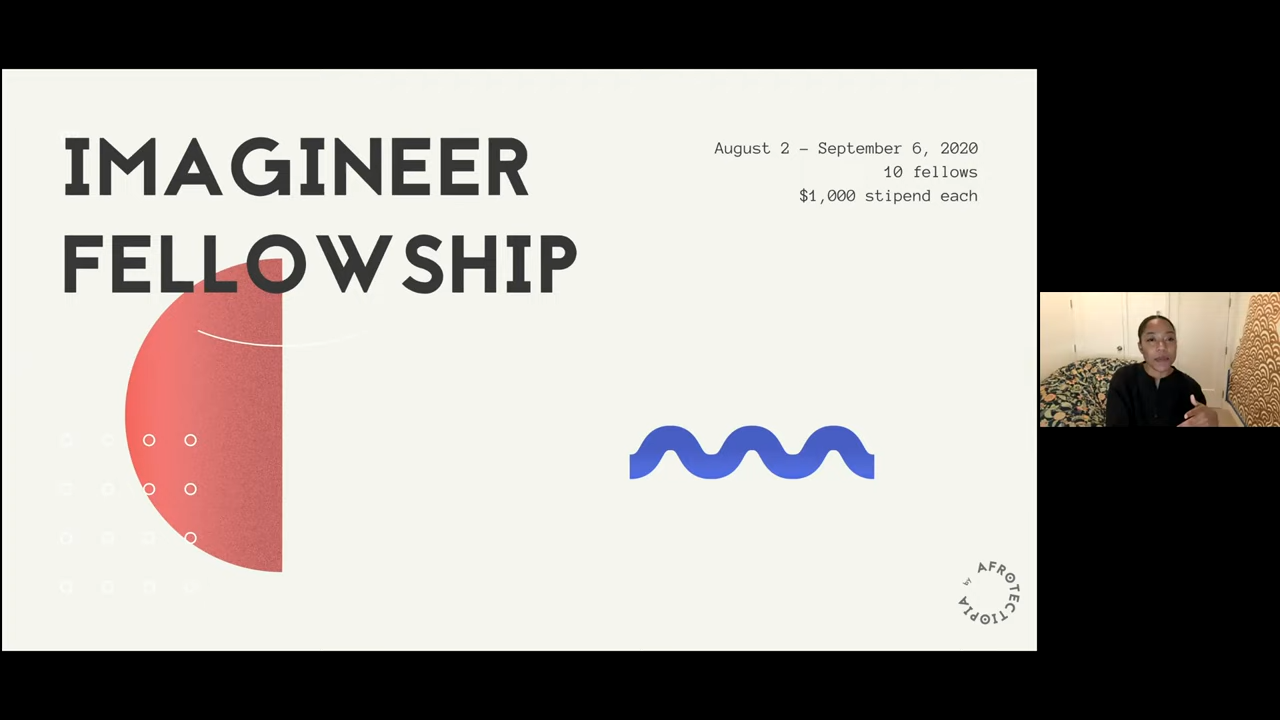 IMAGINEER
FELLOWSHIP
August 2 – September 6, 2020
10 fellows
$1,000 stipend each
by AFROTECTOPIA